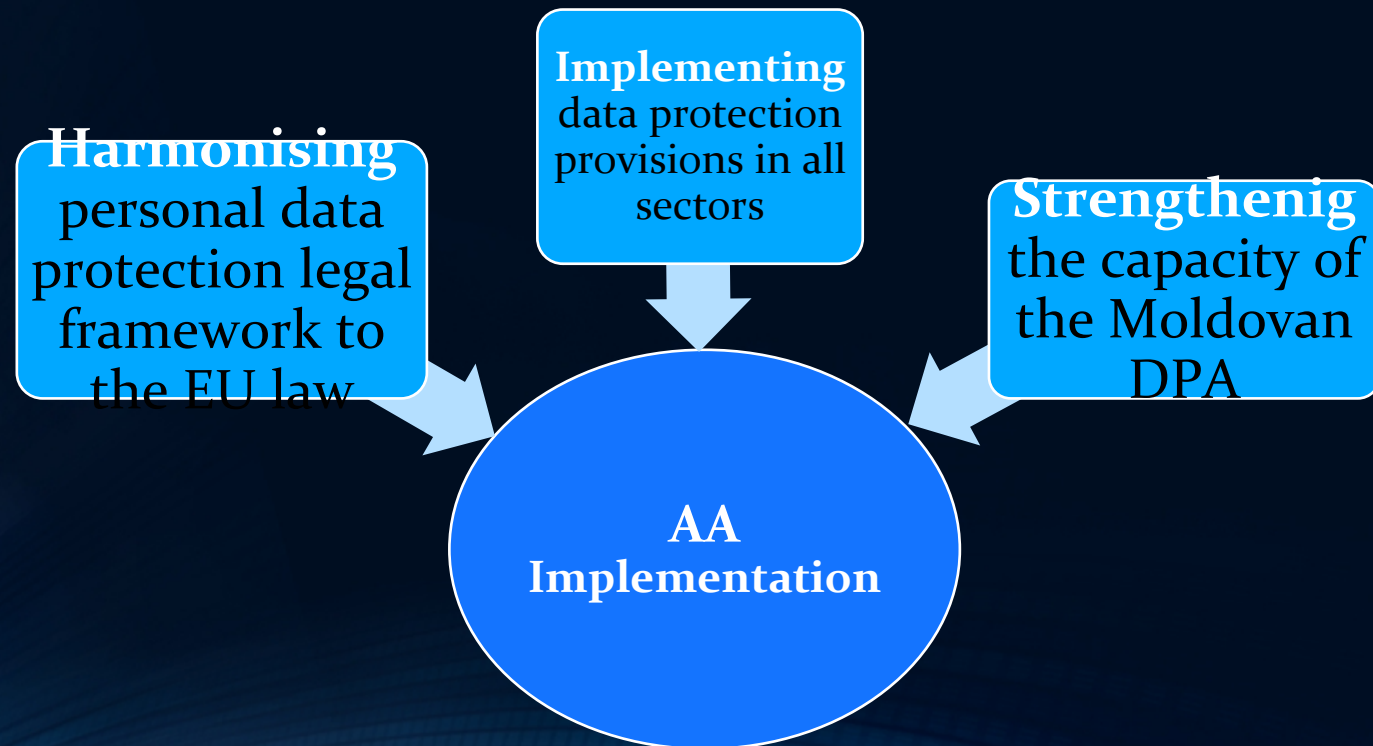 Harmonising
personal data
protection legal
framework to
the EU law
Implementing
data protection
provisions in all
sectors
Strengthenig
the capacity of
the Moldovan
DPA
AA
Implementation